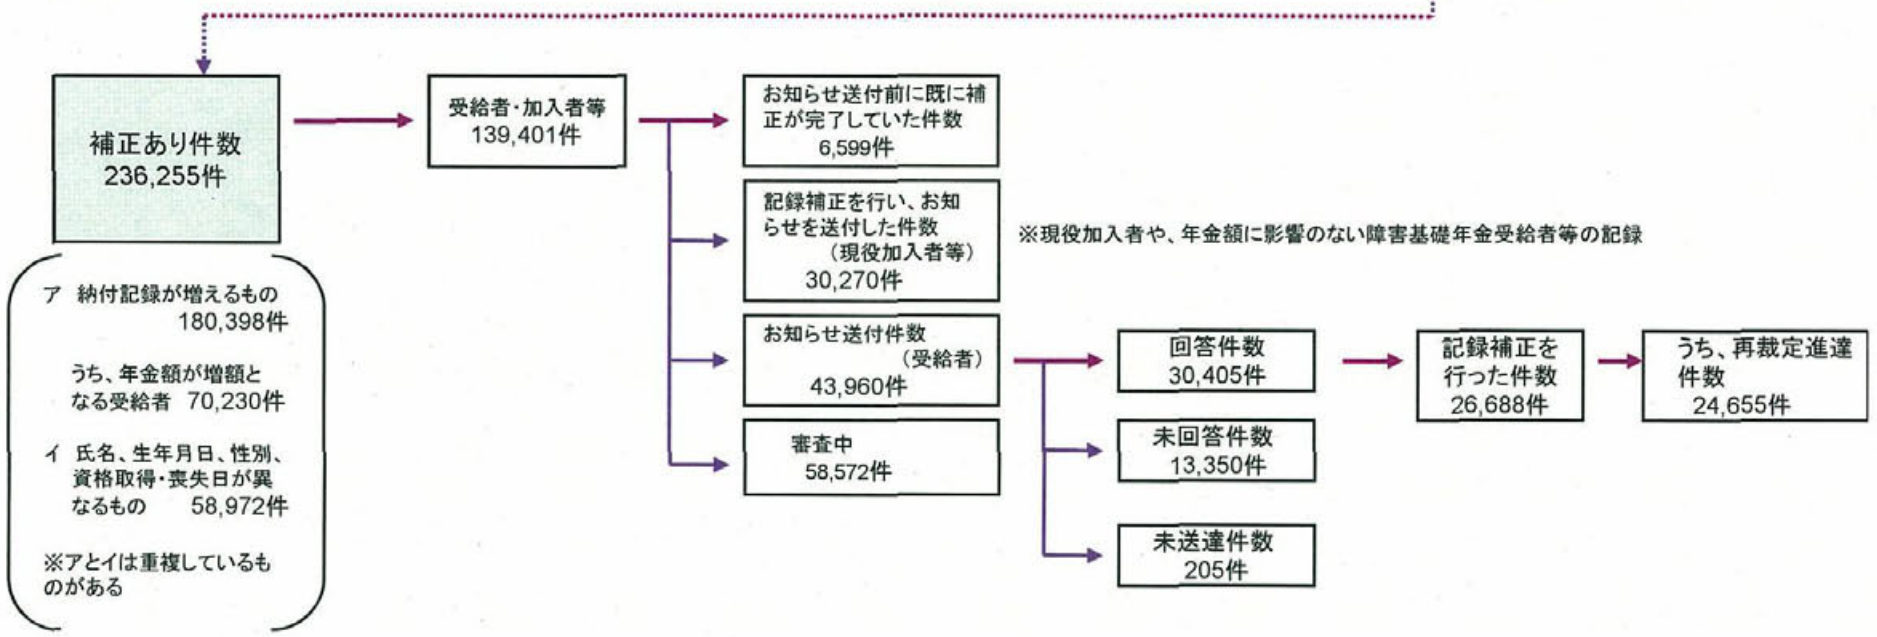 補正あり件数
236,255件
ア 納付記録が増えるもの
180,398件
うち、年金額が増額と
なる受給者 70,230件
イ 氏名、生年月日、性別、
資格取得・喪失日が異
なるもの 58,972件
※アとイは重複しているも
のがある
受給者・加入者等
139,401件
お知らせ送付前に既に補
正が完了していた件数
6,599件
記録補正を行い、お知
らせを送付した件数
（現役加入者等）
30,270件
※現役加入者や、年金額に影響のない障害基礎年金受給者等の記録
お知らせ送付件数
（受給者）
43,960件
審査中
58,572件
回答件数
30,405件
未回答件数
13,350件
未送達件数
205件
記録補正を
行った件数
26,688件
うち、再裁定進達
件数
24,655件